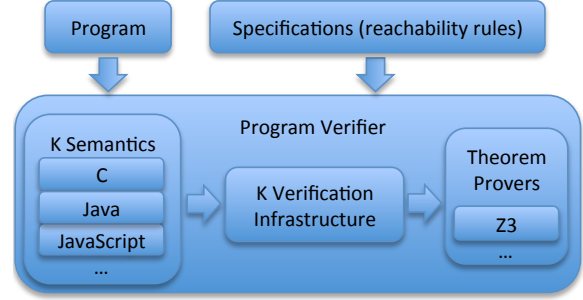 Program
Specifications (reachability rules)
Program Verifier
K Semantics
C
Java
JavaScript
...
K Verification
Infrastructure
Theorem
Provers
Z3
...